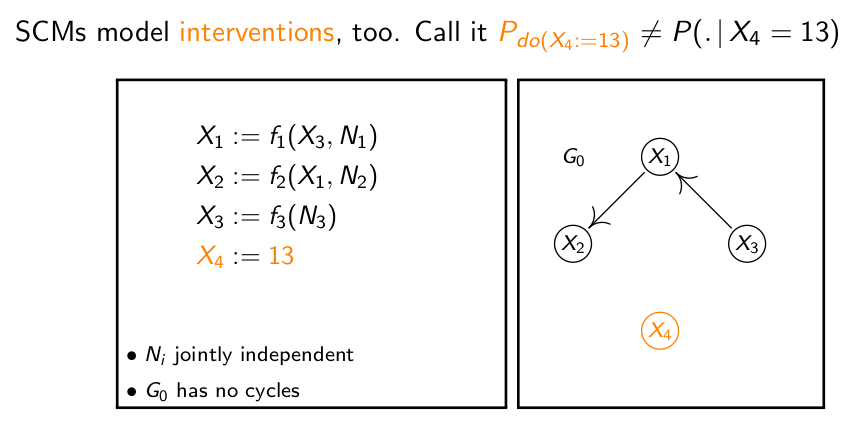 SCMs model interventions, too. Call it P_{do(X_4:=13)} ≠ P(. | X_4 = 13)
X_1 := f_1(X_3, N_1)
X_2 := f_2(X_1, N_2)
X_3 := f_3(N_3)
X_4 := 13
• N_i jointly independent
• G_0 has no cycles
G_0 X_1
X_2 X_3
X_4